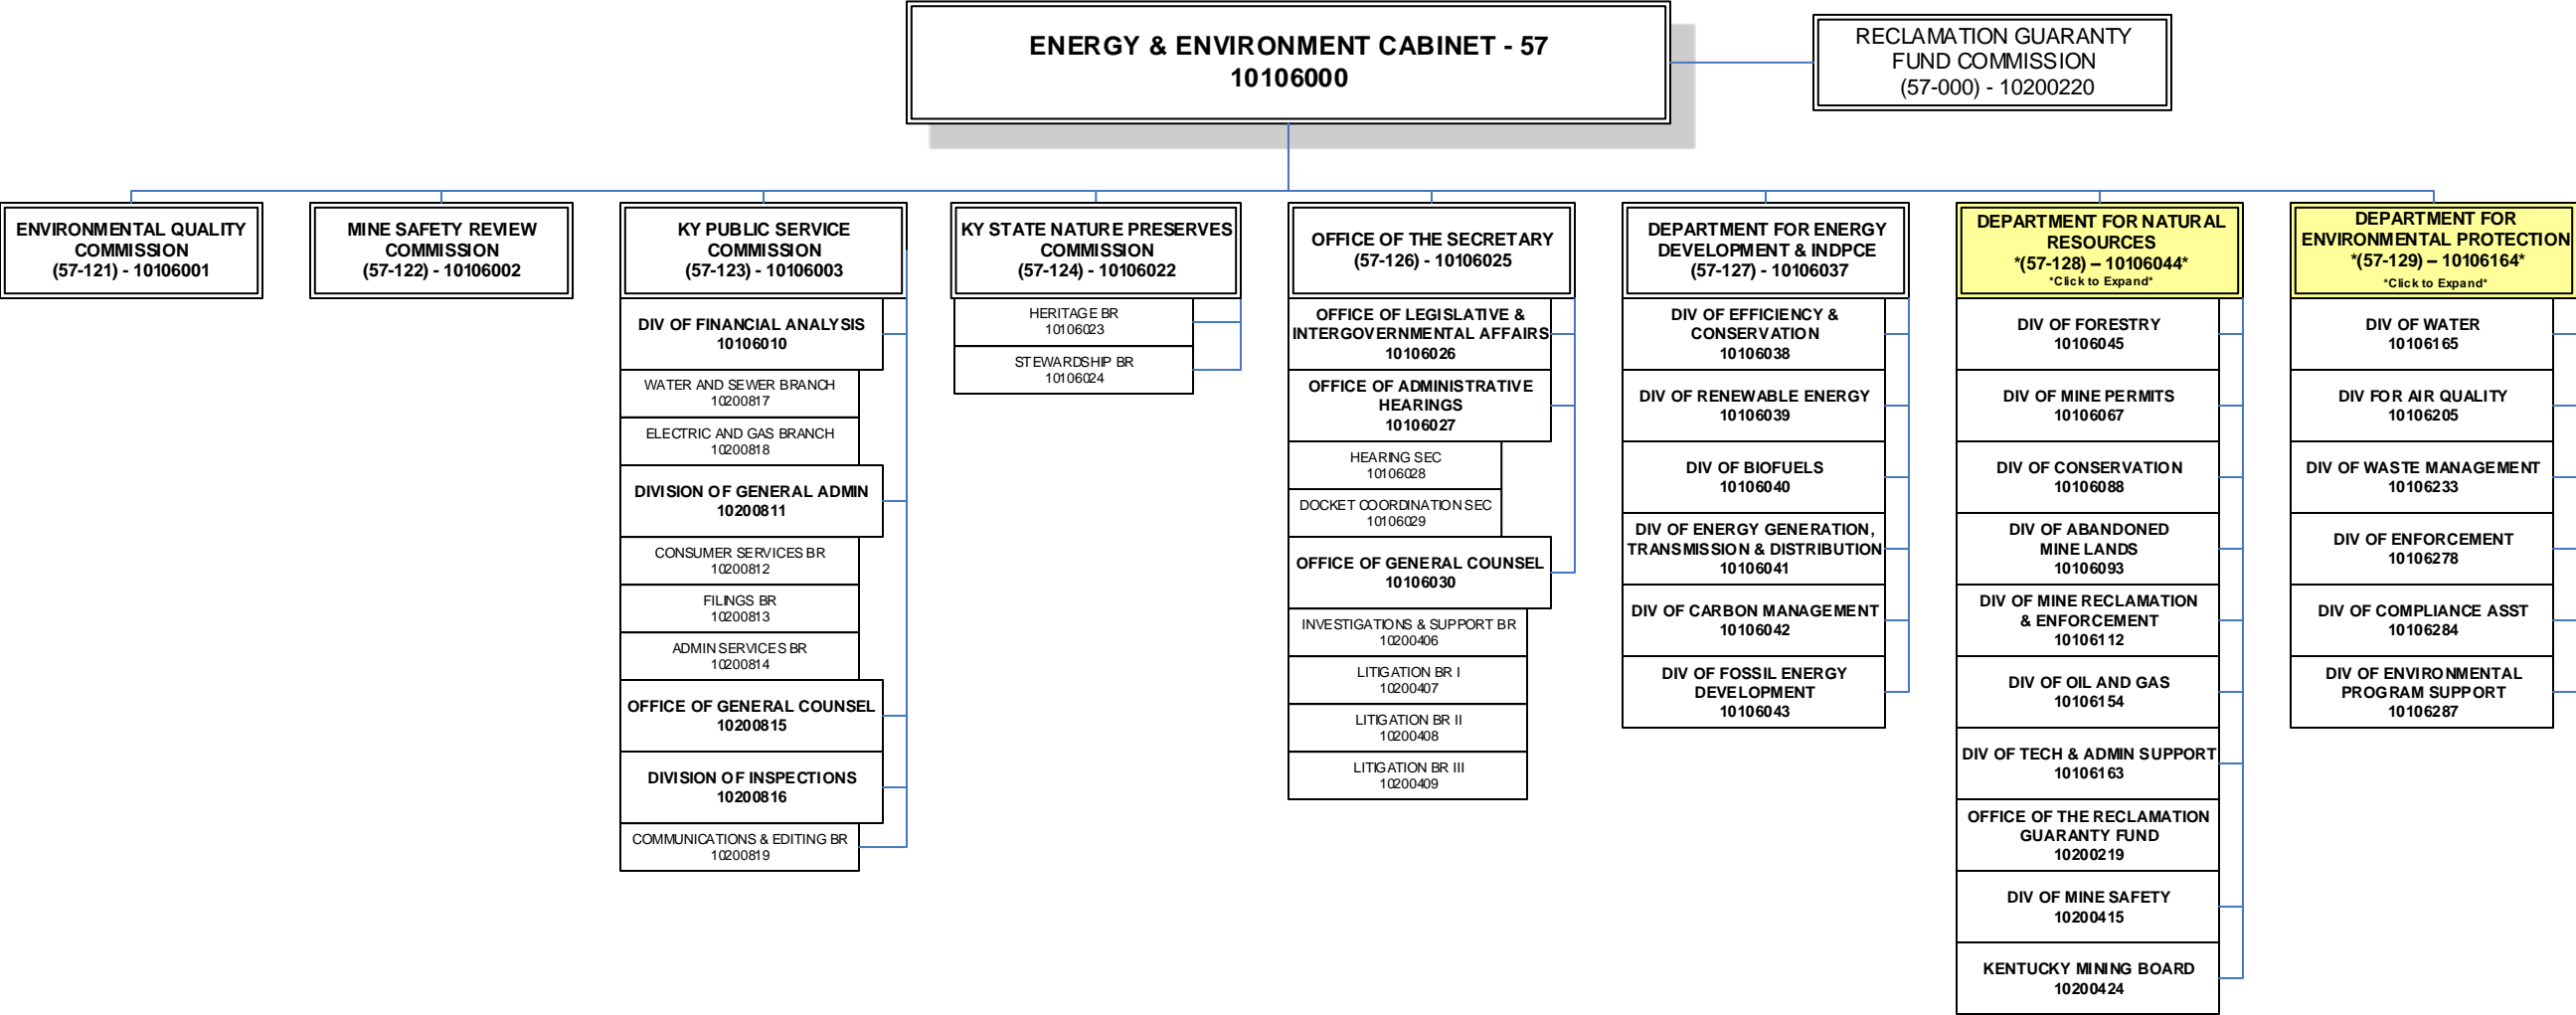 ENERGY & ENVIRONMENT CABINET - 57
10106000
RECLAMATION GUARANTY
FUND COMMISSION
(57-000) - 10200220
ENVIRONMENTAL QUALITY
COMMISSION
(57-121) - 10106001
MINE SAFETY REVIEW
COMMISSION
(57-122) - 10106002
KY PUBLIC SERVICE
COMMISSION
(57-123) - 10106003
DIV OF FINANCIAL ANALYSIS
10106010
WATER AND SEWER BRANCH
10200817
ELECTRIC AND GAS BRANCH
10200818
DIVISION OF GENERAL ADMIN
10200811
CONSUMER SERVICES BR
10200812
FILINGS BR
10200813
ADMIN SERVICES BR
10200814
OFFICE OF GENERAL COUNSEL
10200815
DIVISION OF INSPECTIONS
10200816
COMMUNICATIONS & EDITING BR
10200819
KY STATE NATURE PRESERVES
COMMISSION
(57-124) - 10106022
HERITAGE BR
10106023
STEWARDSHIP BR
10106024
OFFICE OF THE SECRETARY
(57-126) - 10106025
OFFICE OF LEGISLATIVE &
INTERGOVERNMENTAL AFFAIRS
10106026
OFFICE OF ADMINISTRATIVE
HEARINGS
10106027
HEARING SEC
10106028
DOCKET COORDINATION SEC
10106029
OFFICE OF GENERAL COUNSEL
10106030
INVESTIGATIONS & SUPPORT BR
10200406
LITIGATION BR I
10200407
LITIGATION BR II
10200408
LITIGATION BR III
10200409
DEPARTMENT FOR ENERGY
DEVELOPMENT & INDPCE
(57-127) - 10106037
DIV OF EFFICIENCY &
CONSERVATION
10106038
DIV OF RENEWABLE ENERGY
10106039
DIV OF BIOFUELS
10106040
DIV OF ENERGY GENERATION,
TRANSMISSION & DISTRIBUTION
10106041
DIV OF CARBON MANAGEMENT
10106042
DIV OF FOSSIL ENERGY
DEVELOPMENT
10106043
DEPARTMENT FOR NATURAL
RESOURCES
*(57-128) – 10106044*
*Click to Expand*
DIV OF FORESTRY
10106045
DIV OF MINE PERMITS
10106067
DIV OF CONSERVATION
10106088
DIV OF ABANDONED
MINE LANDS
10106093
DIV OF MINE RECLAMATION
& ENFORCEMENT
10106112
DIV OF OIL AND GAS
10106154
DIV OF TECH & ADMIN SUPPORT
10106163
OFFICE OF THE RECLAMATION
GUARANTY FUND
10200219
DIV OF MINE SAFETY
10200415
KENTUCKY MINING BOARD
10200424
DEPARTMENT FOR
ENVIRONMENTAL PROTECTION
*(57-129) – 10106164*
*Click to Expand*
DIV OF WATER
10106165
DIV FOR AIR QUALITY
10106205
DIV OF WASTE MANAGEMENT
10106233
DIV OF ENFORCEMENT
10106278
DIV OF COMPLIANCE ASST
10106284
DIV OF ENVIRONMENTAL
PROGRAM SUPPORT
10106287